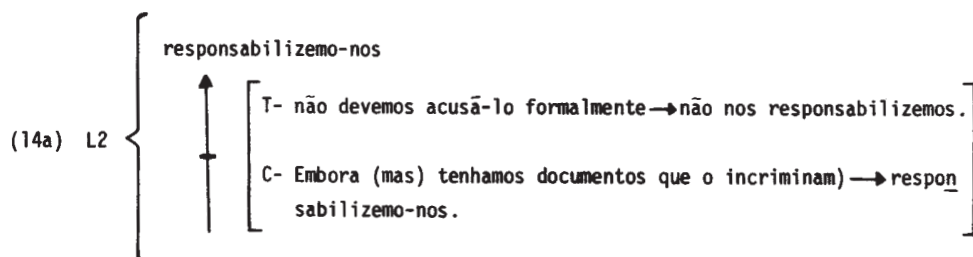 responsabilizemo-nos
T- não devemos acusá-lo formalmente → não nos responsabilizemos.
(14a) L2
C- Embora (mas) tenhamos documentos que o incriminam) → respon
sabilizemo-nos.